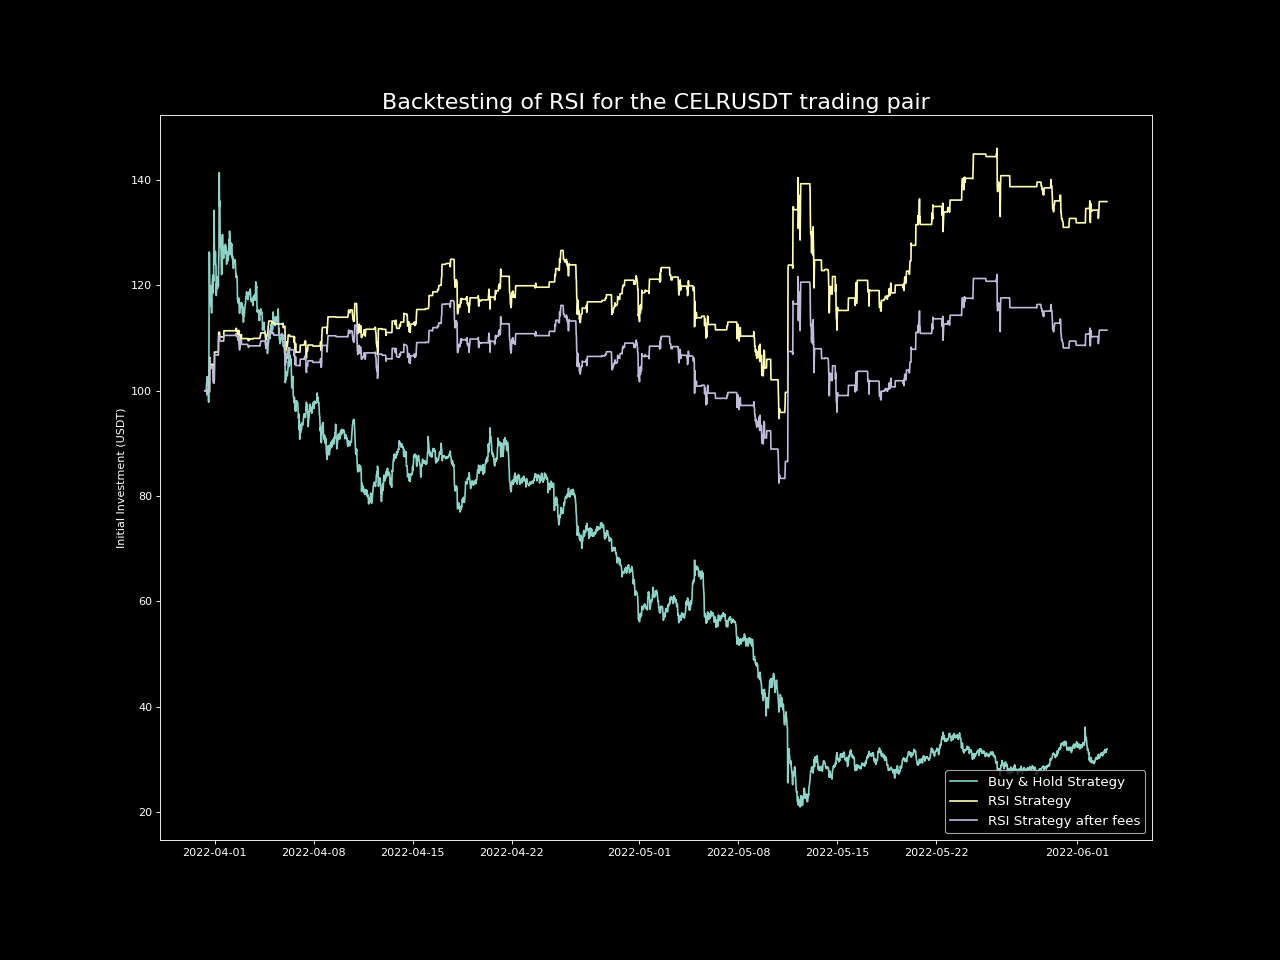 Backtesting of RSI for the CELRUSDT trading pair
Initial Investment (USDT)
140
120
100
80
60
40
20
2022-04-01 2022-04-08 2022-04-15 2022-04-22 2022-05-01 2022-05-08 2022-05-15 2022-05-22 2022-06-01
Buy & Hold Strategy
RSI Strategy
RSI Strategy after fees